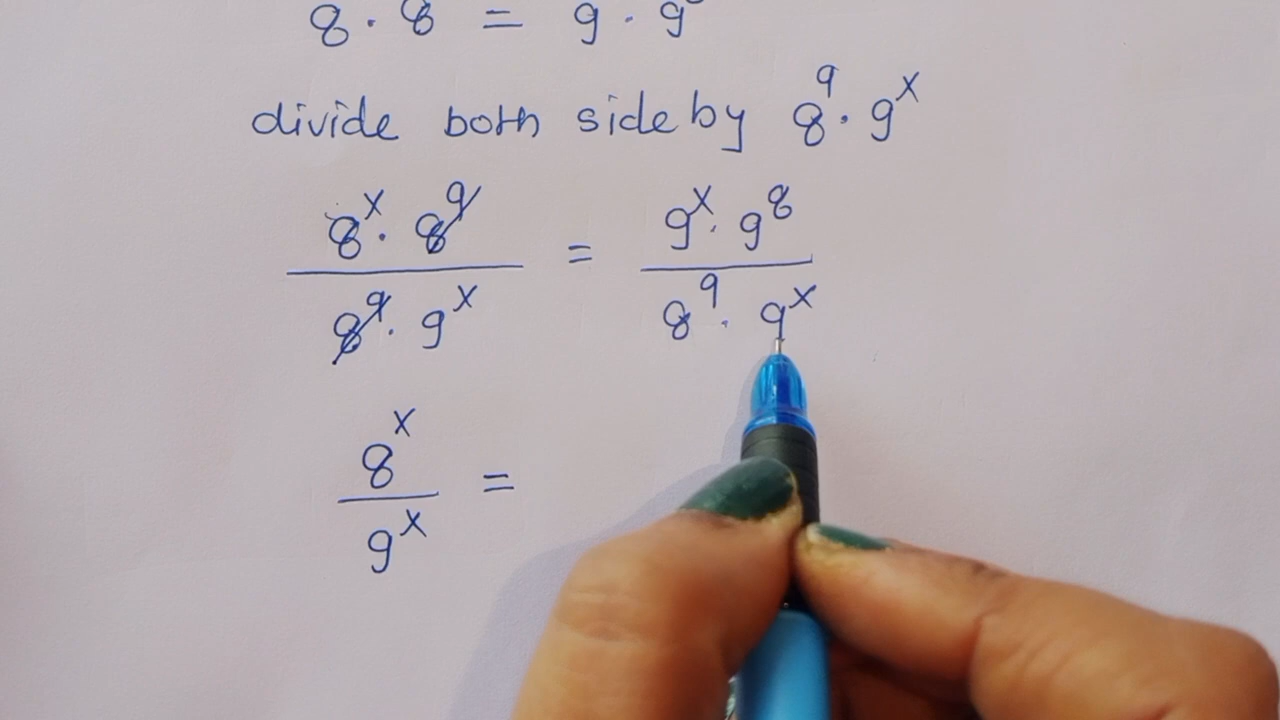 8 · 8 = 9 · 9
divide both side by 8⁹ · 9ˣ
8ˣ · 8⁹ / 8⁹ · 9ˣ = 9ˣ · 9⁸ / 8⁹ · 9ˣ
8ˣ / 9ˣ =